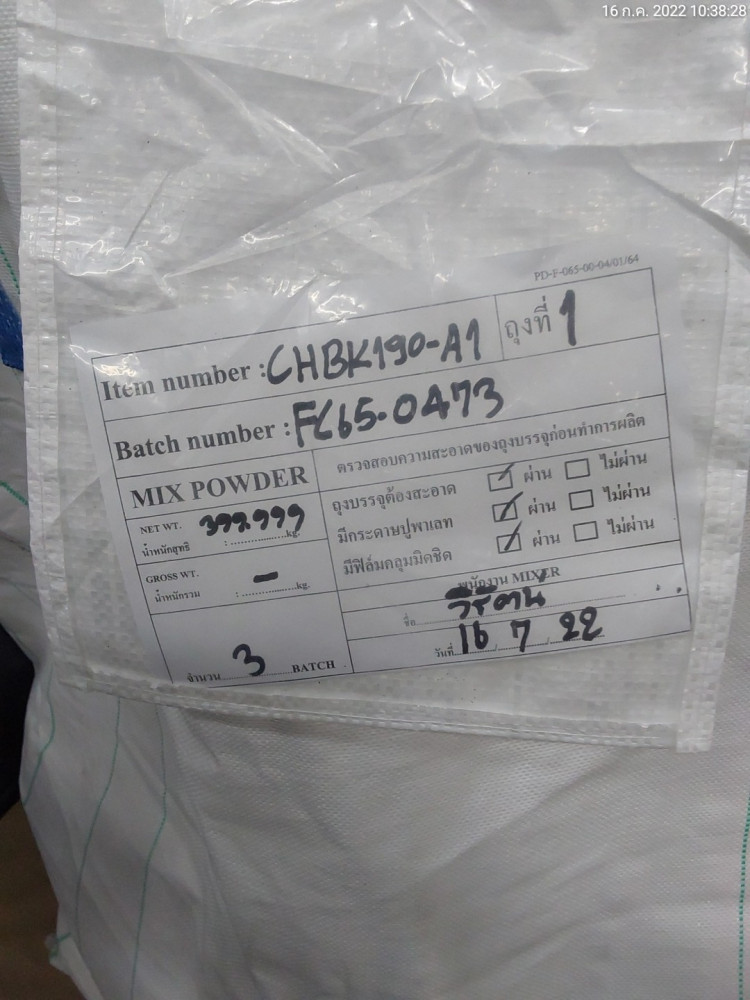 16 ก.ค. 2022 10:38:28
PD-F-065-00-04/01/64
Item number : CHBK190-A1 ถุงที่ 1
Batch number : FC65-0473
MIX POWDER
ตรวจสอบความสะอาดของถุงบรรจุก่อนทำการผลิต
ถุงบรรจุต้องสะอาด ☑ ผ่าน ☐ ไม่ผ่าน
มีกระดาษปูพาเลท ☑ ผ่าน ☐ ไม่ผ่าน
มีฟิล์มคลุมมิดชิด ☑ ผ่าน ☐ ไม่ผ่าน
NET WT.
น้ำหนักสุทธิ : 399.999 kg.
GROSS WT.
น้ำหนักรวม : - kg.
พนักงาน MIXER
ชื่อ
วันที่ 16 / 7 / 22
จำนวน 3 BATCH